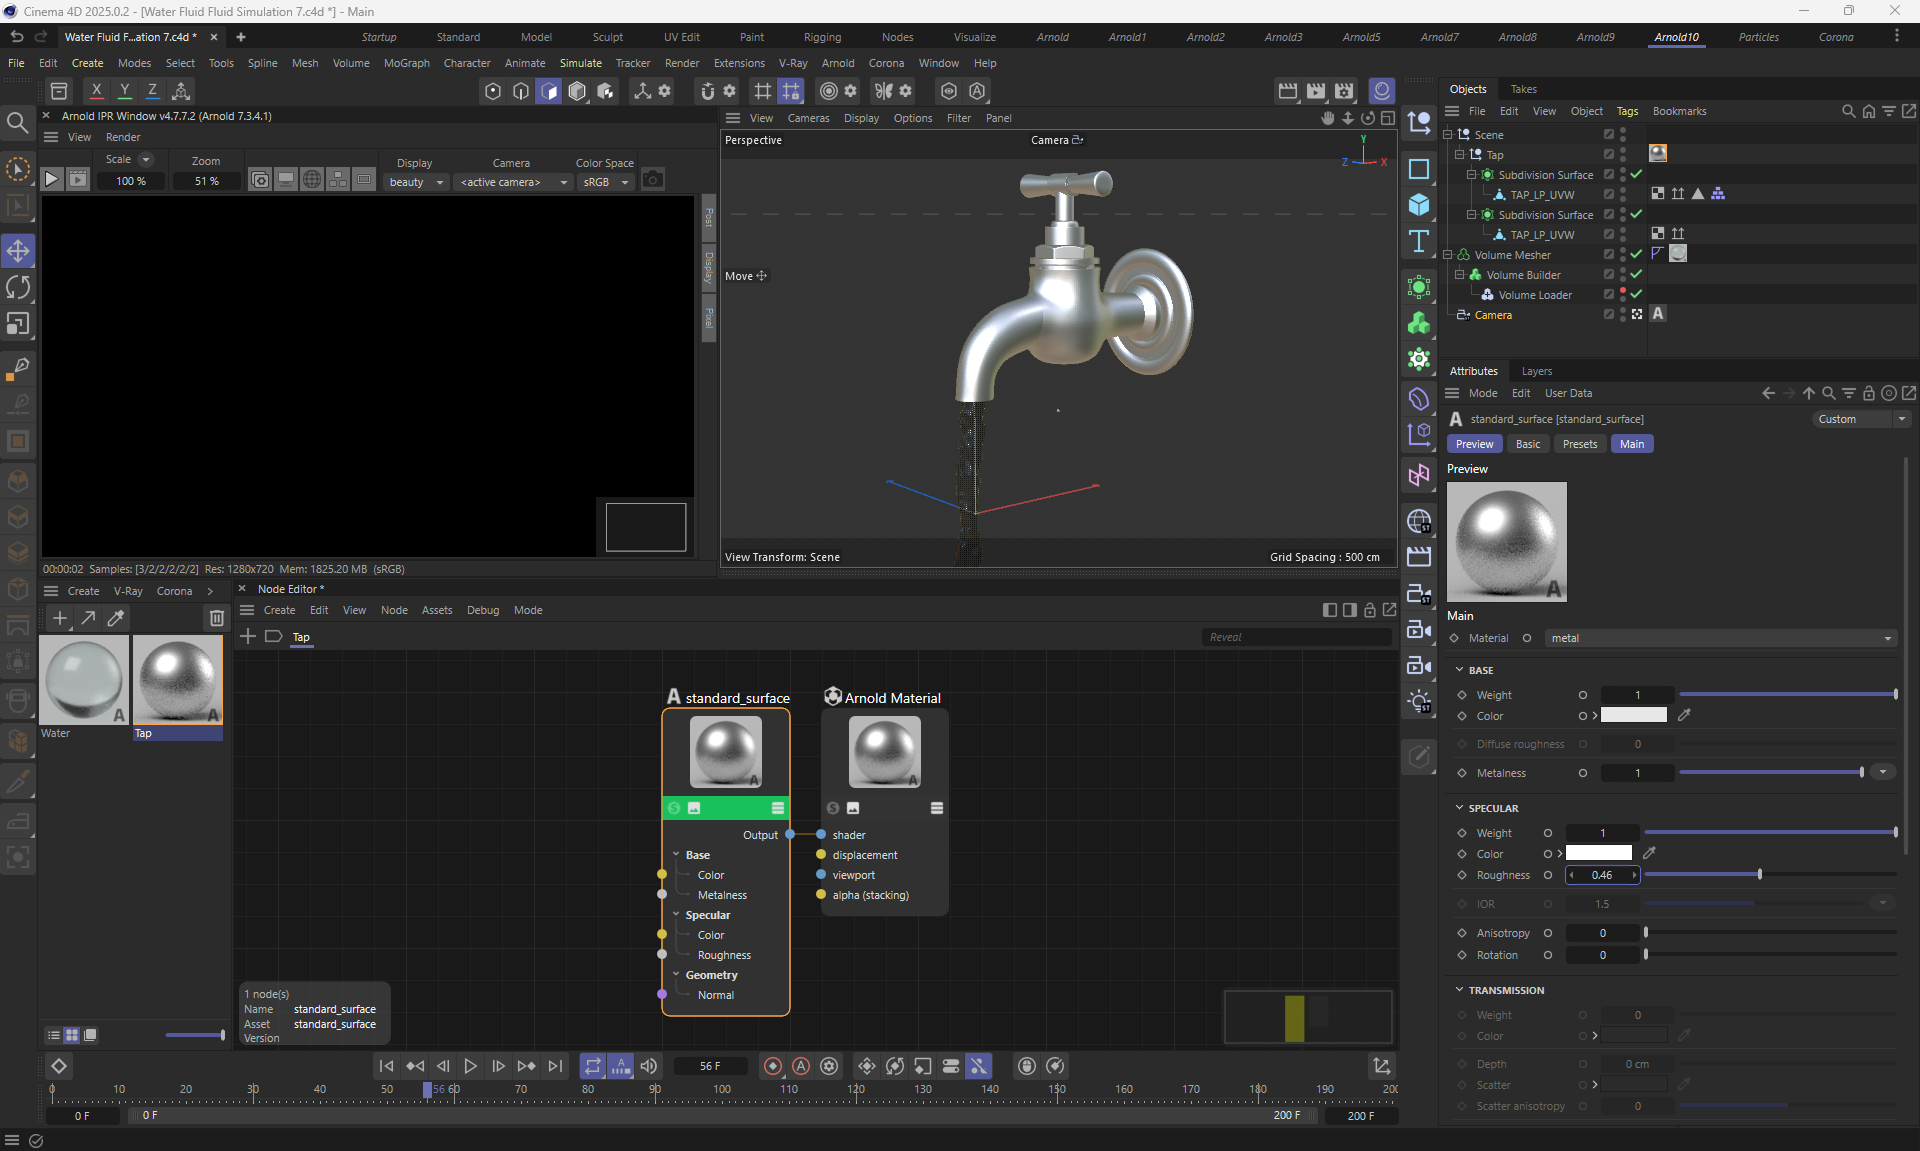 Cinema 4D 2025.0.2 - [Water Fluid Fluid Simulation 7.c4d *] - Main
Water Fluid F...ation 7.c4d *
Startup Standard Model Sculpt UV Edit Paint Rigging Nodes Visualize Arnold Arnold1 Arnold2 Arnold3 Arnold5 Arnold7 Arnold8 Arnold9 Arnold10 Particles Corona
File Edit Create Modes Select Tools Spline Mesh Volume MoGraph Character Animate Simulate Tracker Render Extensions V-Ray Arnold Corona Window Help
X Y Z
Arnold IPR Window v4.7.7.2 (Arnold 7.3.4.1)
View Render
Scale Zoom Display Camera Color Space
100 % 51 % beauty <active camera> sRGB
Post
Display
Pixel
00:00:02 Samples: [3/2/2/2/2/2] Res: 1280x720 Mem: 1825.20 MB (sRGB)
View Cameras Display Options Filter Panel
Perspective
Camera
Y
Z X
Move
View Transform: Scene
Grid Spacing : 500 cm
Create V-Ray Corona
Water
Tap
Node Editor *
Create Edit View Node Assets Debug Mode
Tap
Reveal
standard_surface
Output
Base
Color
Metalness
Specular
Color
Roughness
Geometry
Normal
Arnold Material
shader
displacement
viewport
alpha (stacking)
1 node(s)
Name standard_surface
Asset standard_surface
Version
56 F
0 10 20 30 40 50 56 60 70 80 90 100 110 120 130 140 150 160 170 180 190 200
0 F 0 F 200 F 200 F
Objects Takes
File Edit View Object Tags Bookmarks
Scene
Tap
Subdivision Surface
TAP_LP_UVW
Subdivision Surface
TAP_LP_UVW
Volume Mesher
Volume Builder
Volume Loader
Camera
Attributes Layers
Mode Edit User Data
standard_surface [standard_surface]
Custom
Preview Basic Presets Main
Preview
Main
Material metal
BASE
Weight 1
Color
Diffuse roughness 0
Metalness 1
SPECULAR
Weight 1
Color
Roughness 0.46
IOR 1.5
Anisotropy 0
Rotation 0
TRANSMISSION
Weight 0
Color
Depth 0 cm
Scatter
Scatter anisotropy 0